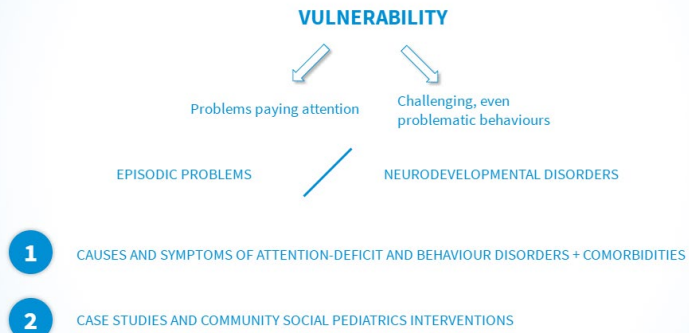 VULNERABILITY
Problems paying attention
Challenging, even
problematic behaviours
EPISODIC PROBLEMS
NEURODEVELOPMENTAL DISORDERS
1
CAUSES AND SYMPTOMS OF ATTENTION-DEFICIT AND BEHAVIOUR DISORDERS + COMORBIDITIES
2
CASE STUDIES AND COMMUNITY SOCIAL PEDIATRICS INTERVENTIONS